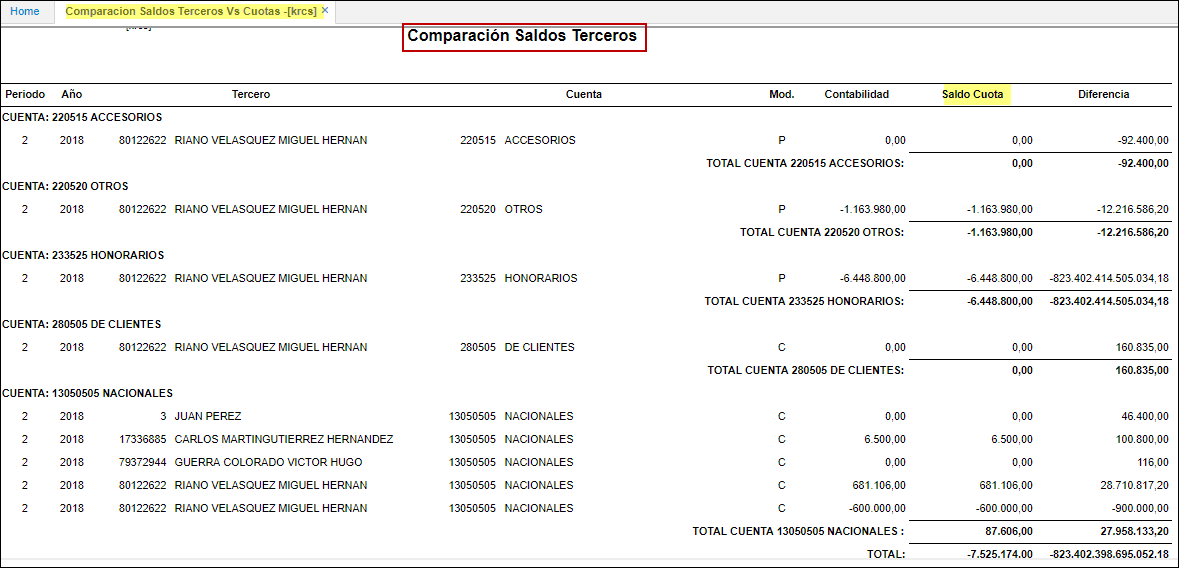 Home Comparacion Saldos Terceros Vs Cuotas -[krcs] ×
[krcs]
Comparación Saldos Terceros
Periodo Año Tercero Cuenta Mod. Contabilidad Saldo Cuota Diferencia
CUENTA: 220515 ACCESORIOS
2 2018 80122622 RIANO VELASQUEZ MIGUEL HERNAN 220515 ACCESORIOS P 0,00 0,00 -92.400,00
TOTAL CUENTA 220515 ACCESORIOS: 0,00 -92.400,00
CUENTA: 220520 OTROS
2 2018 80122622 RIANO VELASQUEZ MIGUEL HERNAN 220520 OTROS P -1.163.980,00 -1.163.980,00 -12.216.586,20
TOTAL CUENTA 220520 OTROS: -1.163.980,00 -12.216.586,20
CUENTA: 233525 HONORARIOS
2 2018 80122622 RIANO VELASQUEZ MIGUEL HERNAN 233525 HONORARIOS P -6.448.800,00 -6.448.800,00 -823.402.414.505.034,18
TOTAL CUENTA 233525 HONORARIOS: -6.448.800,00 -823.402.414.505.034,18
CUENTA: 280505 DE CLIENTES
2 2018 80122622 RIANO VELASQUEZ MIGUEL HERNAN 280505 DE CLIENTES C 0,00 0,00 160.835,00
TOTAL CUENTA 280505 DE CLIENTES: 0,00 160.835,00
CUENTA: 13050505 NACIONALES
2 2018 3 JUAN PEREZ 13050505 NACIONALES C 0,00 0,00 46.400,00
2 2018 17336885 CARLOS MARTINGUTIERREZ HERNANDEZ 13050505 NACIONALES C 6.500,00 6.500,00 100.800,00
2 2018 79372944 GUERRA COLORADO VICTOR HUGO 13050505 NACIONALES C 0,00 0,00 116,00
2 2018 80122622 RIANO VELASQUEZ MIGUEL HERNAN 13050505 NACIONALES C 681.106,00 681.106,00 28.710.817,20
2 2018 80122622 RIANO VELASQUEZ MIGUEL HERNAN 13050505 NACIONALES C -600.000,00 -600.000,00 -900.000,00
TOTAL CUENTA 13050505 NACIONALES : 87.606,00 27.958.133,20
TOTAL: -7.525.174,00 -823.402.398.695.052,18